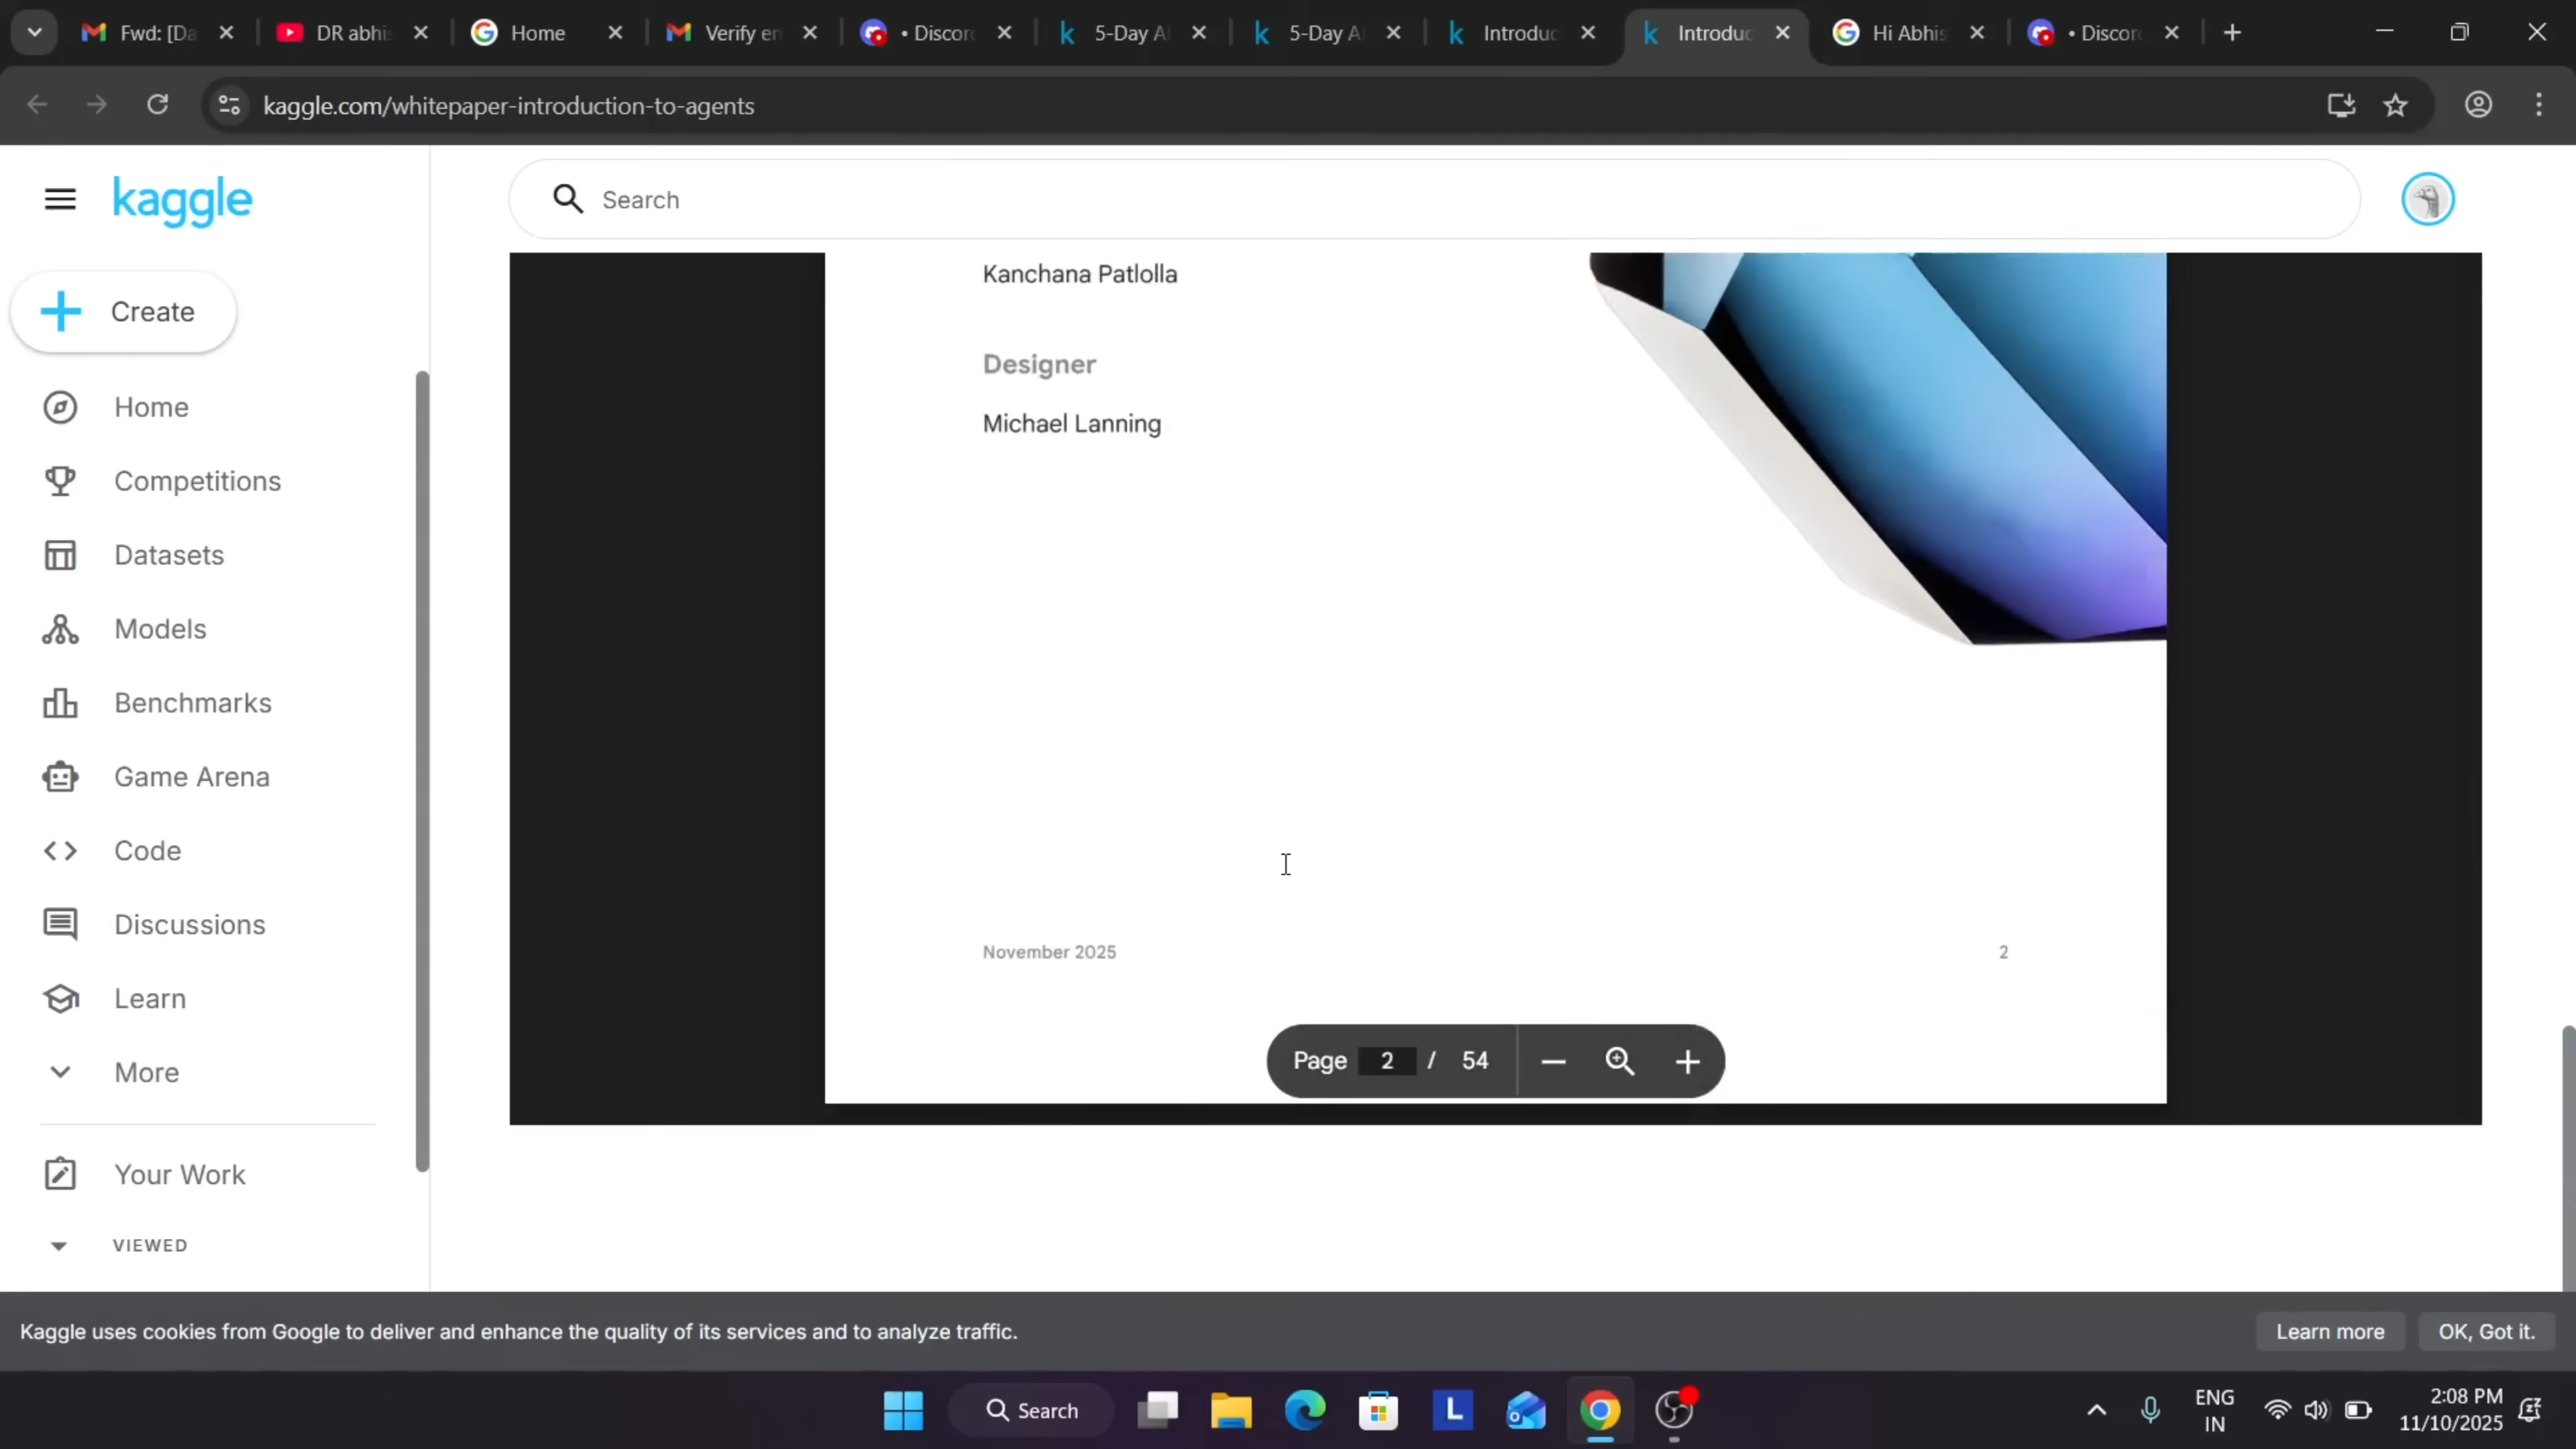 Fwd: [Da
DR abhis
Home
Verify en
• Discord
5-Day A
5-Day A
Introduc
Introduc
Hi Abhis
• Discord
kaggle.com/whitepaper-introduction-to-agents
kaggle
Search
Create
Home
Competitions
Datasets
Models
Benchmarks
Game Arena
Code
Discussions
Learn
More
Your Work
VIEWED
Kanchana Patlolla
Designer
Michael Lanning
November 2025
2
Page 2 / 54
Kaggle uses cookies from Google to deliver and enhance the quality of its services and to analyze traffic.
Learn more
OK, Got it.
Search
L
ENG
IN
2:08 PM
11/10/2025